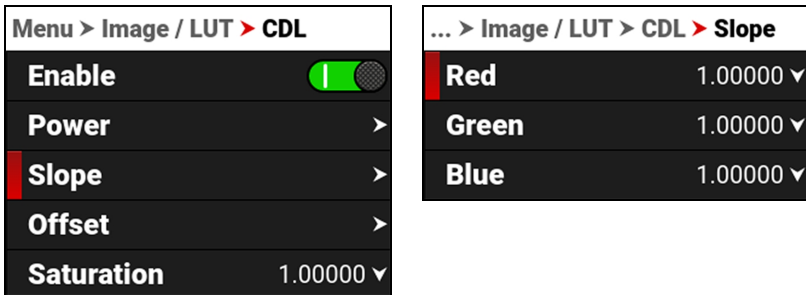 Menu > Image / LUT > CDL
Enable
Power >
Slope >
Offset >
Saturation 1.00000
... > Image / LUT > CDL > Slope
Red 1.00000
Green 1.00000
Blue 1.00000